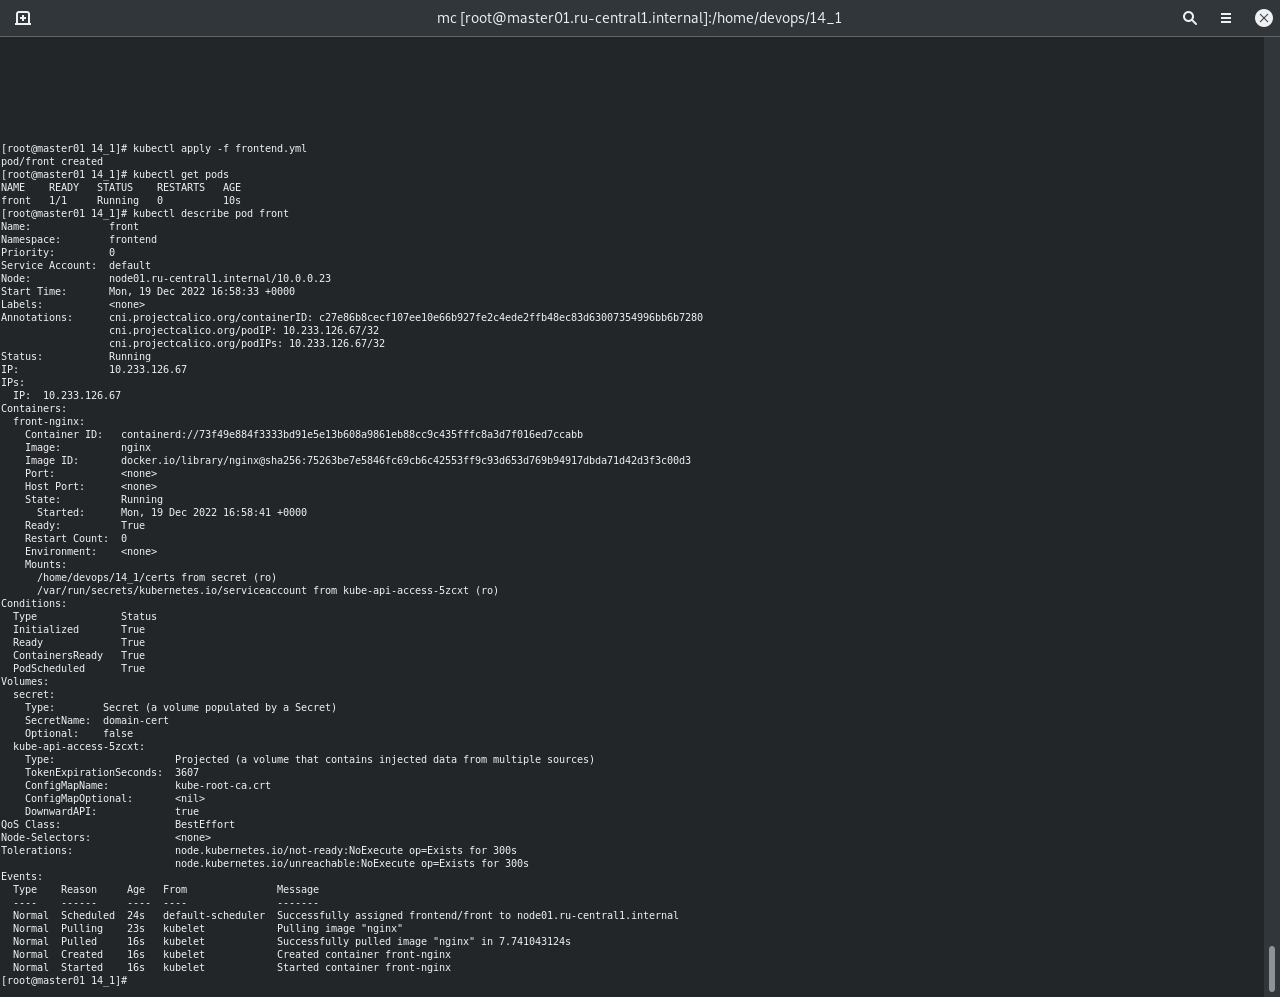 mc [root@master01.ru-central1.internal]:/home/devops/14_1
[root@master01 14_1]# kubectl apply -f frontend.yml
pod/front created
[root@master01 14_1]# kubectl get pods
NAME    READY   STATUS    RESTARTS   AGE
front   1/1     Running   0          10s
[root@master01 14_1]# kubectl describe pod front
Name:             front
Namespace:        frontend
Priority:         0
Service Account:  default
Node:             node01.ru-central1.internal/10.0.0.23
Start Time:       Mon, 19 Dec 2022 16:58:33 +0000
Labels:           <none>
Annotations:      cni.projectcalico.org/containerID: c27e86b8cecf107ee10e66b927fe2c4ede2ffb48ec83d63007354996bb6b7280
                  cni.projectcalico.org/podIP: 10.233.126.67/32
                  cni.projectcalico.org/podIPs: 10.233.126.67/32
Status:           Running
IP:               10.233.126.67
IPs:
  IP:  10.233.126.67
Containers:
  front-nginx:
    Container ID:   containerd://73f49e884f3333bd91e5e13b608a9861eb88cc9c435fffc8a3d7f016ed7ccabb
    Image:          nginx
    Image ID:       docker.io/library/nginx@sha256:75263be7e5846fc69cb6c42553ff9c93d653d769b94917dbda71d42d3f3c00d3
    Port:           <none>
    Host Port:      <none>
    State:          Running
      Started:      Mon, 19 Dec 2022 16:58:41 +0000
    Ready:          True
    Restart Count:  0
    Environment:    <none>
    Mounts:
      /home/devops/14_1/certs from secret (ro)
      /var/run/secrets/kubernetes.io/serviceaccount from kube-api-access-5zcxt (ro)
Conditions:
  Type              Status
  Initialized       True
  Ready             True
  ContainersReady   True
  PodScheduled      True
Volumes:
  secret:
    Type:        Secret (a volume populated by a Secret)
    SecretName:  domain-cert
    Optional:    false
  kube-api-access-5zcxt:
    Type:                    Projected (a volume that contains injected data from multiple sources)
    TokenExpirationSeconds:  3607
    ConfigMapName:           kube-root-ca.crt
    ConfigMapOptional:       <nil>
    DownwardAPI:             true
QoS Class:                   BestEffort
Node-Selectors:              <none>
Tolerations:                 node.kubernetes.io/not-ready:NoExecute op=Exists for 300s
                             node.kubernetes.io/unreachable:NoExecute op=Exists for 300s
Events:
  Type    Reason     Age   From               Message
  ----    ------     ----  ----               -------
  Normal  Scheduled  24s   default-scheduler  Successfully assigned frontend/front to node01.ru-central1.internal
  Normal  Pulling    23s   kubelet            Pulling image "nginx"
  Normal  Pulled     16s   kubelet            Successfully pulled image "nginx" in 7.741043124s
  Normal  Created    16s   kubelet            Created container front-nginx
  Normal  Started    16s   kubelet            Started container front-nginx
[root@master01 14_1]#